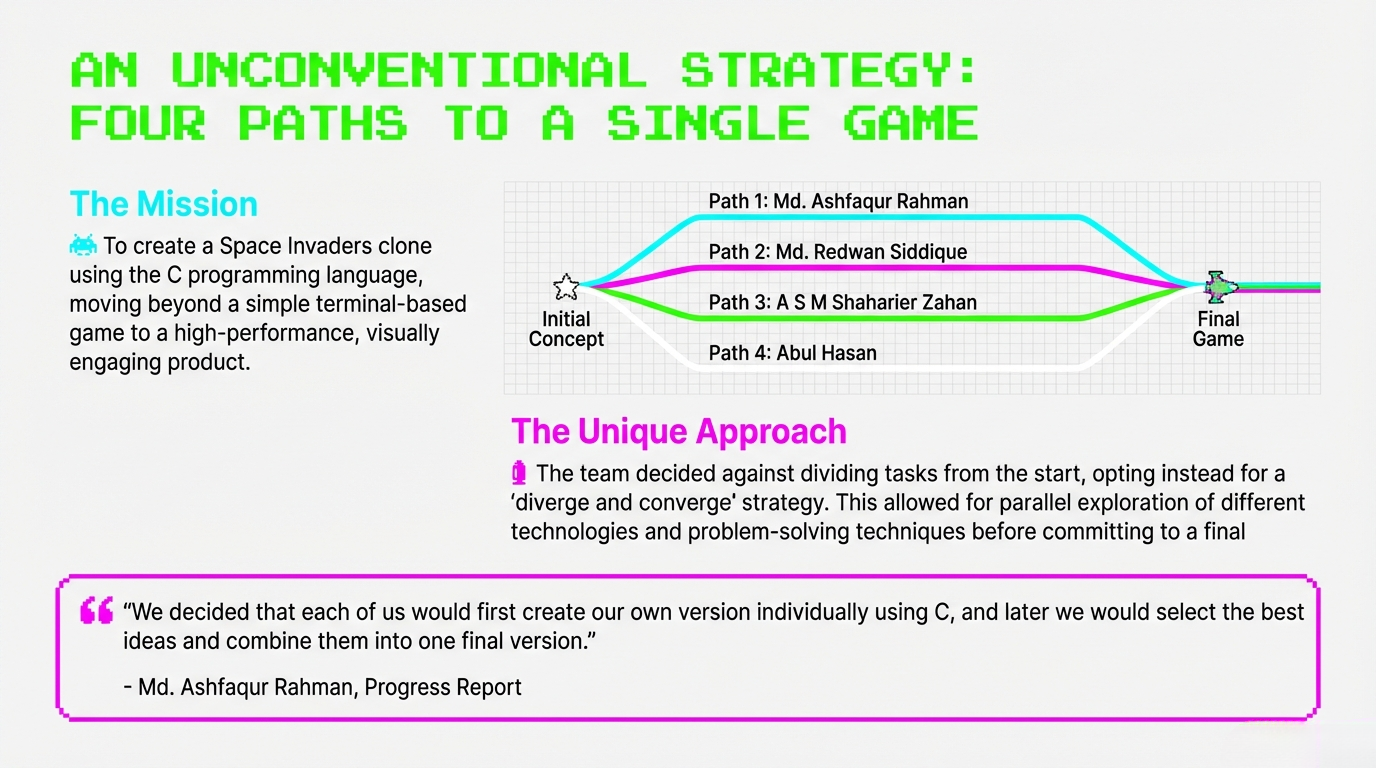 AN UNCONVENTIONAL STRATEGY:
FOUR PATHS TO A SINGLE GAME
The Mission
To create a Space Invaders clone
using the C programming language,
moving beyond a simple terminal-based
game to a high-performance, visually
engaging product.
Path 1: Md. Ashfaqur Rahman
Path 2: Md. Redwan Siddique
Path 3: A S M Shaharier Zahan
Path 4: Abul Hasan
Initial
Concept
Final
Game
The Unique Approach
The team decided against dividing tasks from the start, opting instead for a
‘diverge and converge' strategy. This allowed for parallel exploration of different
technologies and problem-solving techniques before committing to a final
“We decided that each of us would first create our own version individually using C, and later we would select the best
ideas and combine them into one final version.”
- Md. Ashfaqur Rahman, Progress Report